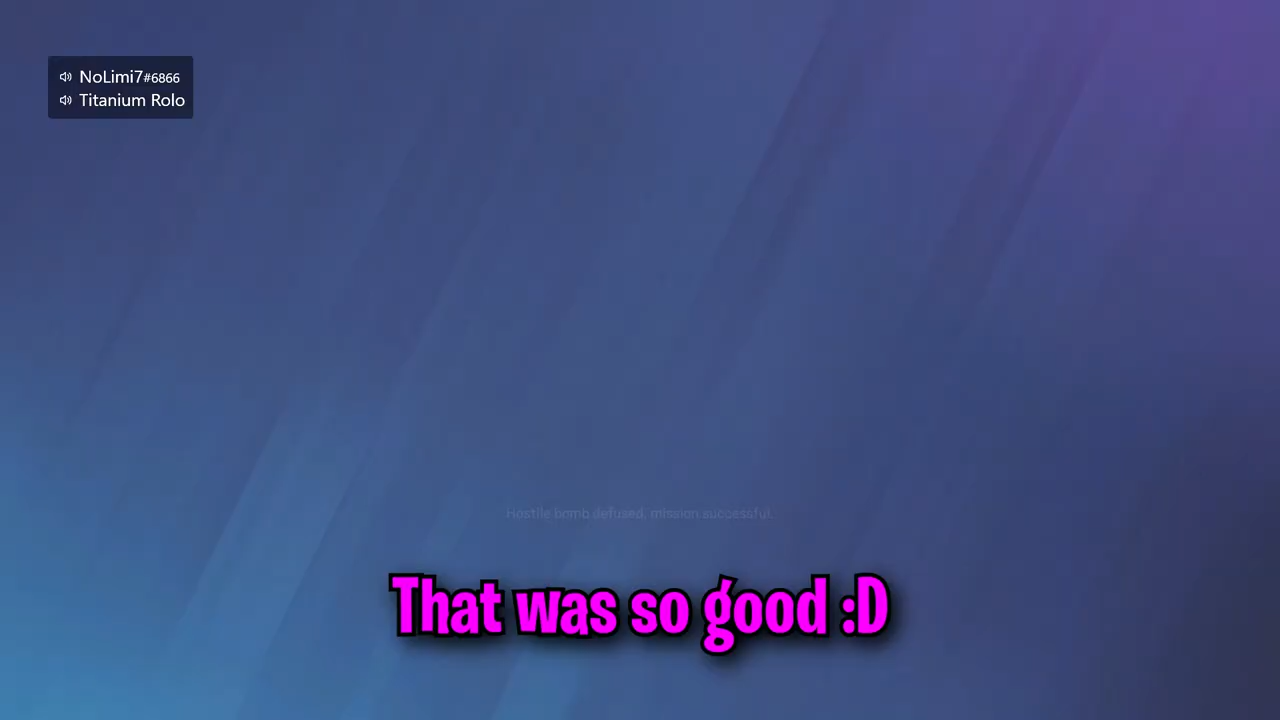 NoLimi7#6866
Titanium Rolo
Hostile bomb defused, mission successful.
That was so good :D